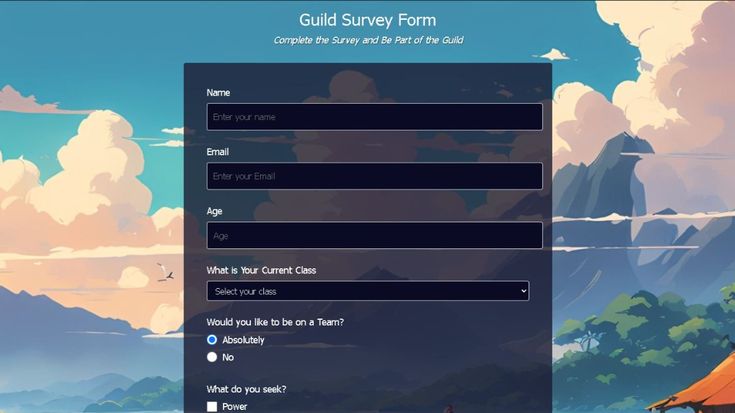 Guild Survey Form
Complete the Survey and Be Part of the Guild
Name
Enter your name
Email
Enter your Email
Age
Age
What is Your Current Class
Select your class
Would you like to be on a Team?
Absolutely
No
What do you seek?
Power